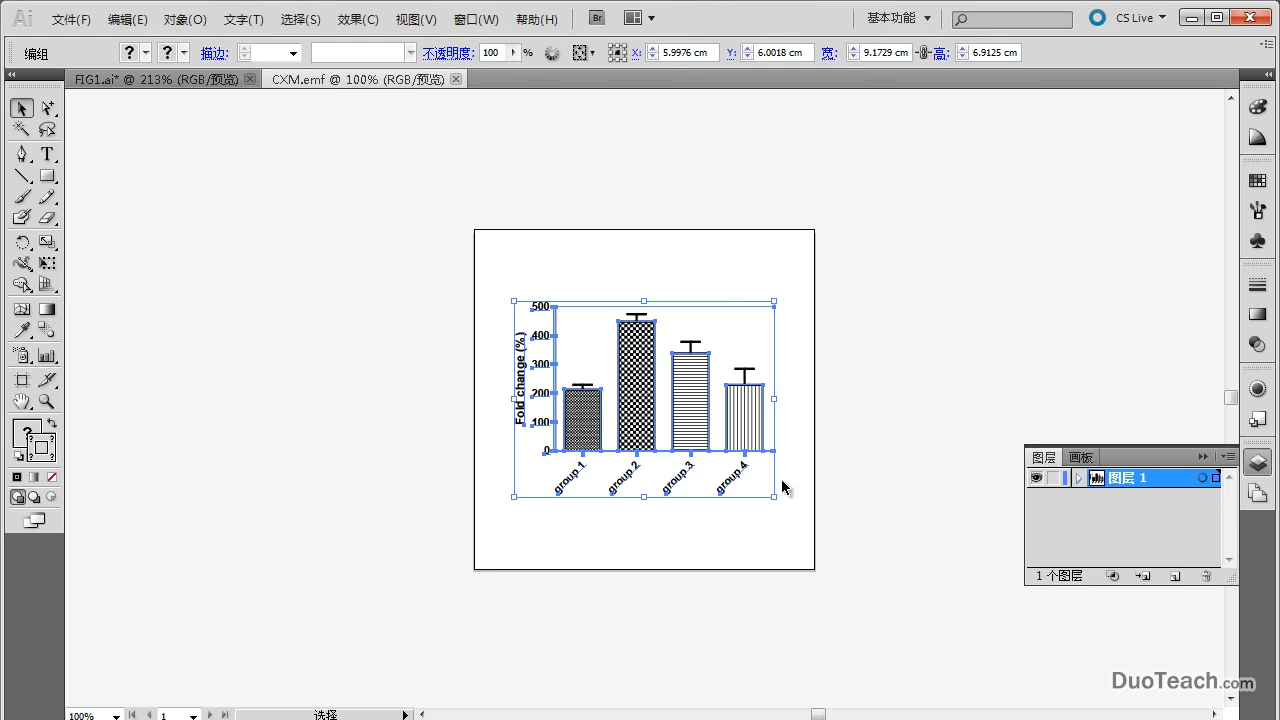 Ai 文件(F) 编辑(E) 对象(O) 文字(T) 选择(S) 效果(C) 视图(V) 窗口(W) 帮助(H) Br 基本功能 CS Live
编组 ? ? 描边: 不透明度: 100 % X: 5.9976 cm Y: 6.0018 cm 宽: 9.1729 cm 高: 6.9125 cm
FIG1.ai* @ 213% (RGB/预览) CXM.emf @ 100% (RGB/预览)
500
400
300
200
100
0
Fold change (%)
group 1 group 2 group 3 group 4
图层 画板
图层 1
1 个图层
DuoTeach.com
100% 1 选择